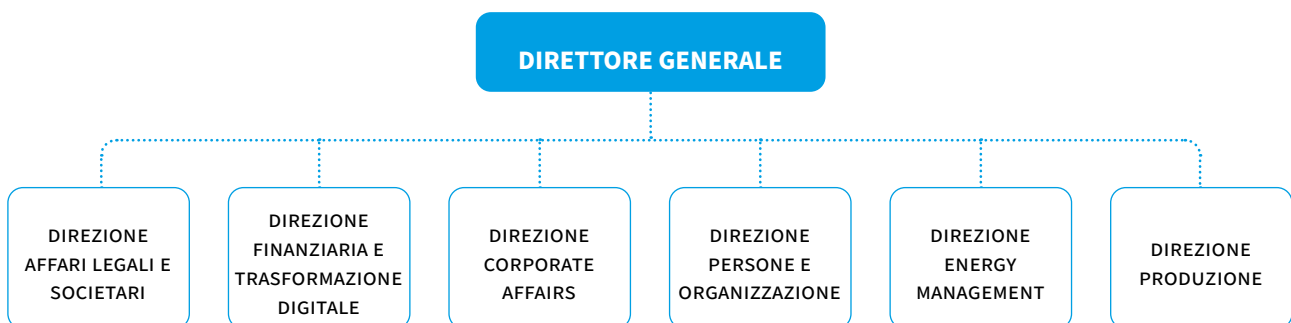 DIRETTORE GENERALE
DIREZIONE
AFFARI LEGALI E
SOCIETARI
DIREZIONE
FINANZIARIA E
TRASFORMAZIONE
DIGITALE
DIREZIONE
CORPORATE
AFFAIRS
DIREZIONE
PERSONE E
ORGANIZZAZIONE
DIREZIONE
ENERGY
MANAGEMENT
DIREZIONE
PRODUZIONE